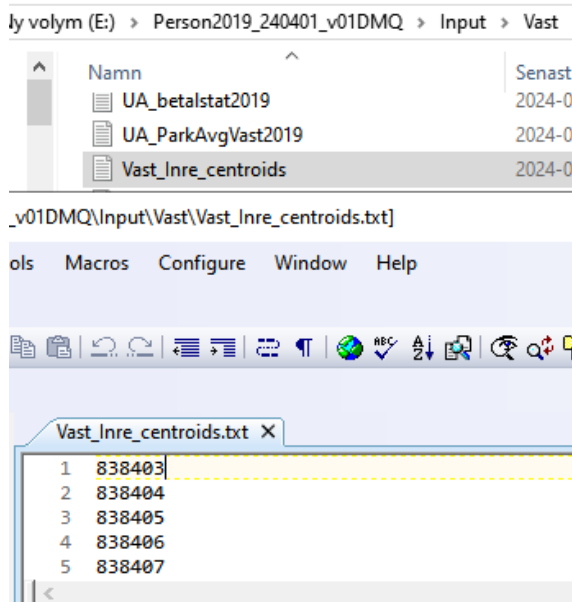 Ny volym (E:) > Person2019_240401_v01DMQ > Input > Vast
Namn Senast
UA_betalstat2019 2024-0
UA_ParkAvgVast2019 2024-0
Vast_Inre_centroids 2024-0
_v01DMQ\Input\Vast\Vast_Inre_centroids.txt]
ols Macros Configure Window Help
Vast_Inre_centroids.txt X
1 838403
2 838404
3 838405
4 838406
5 838407